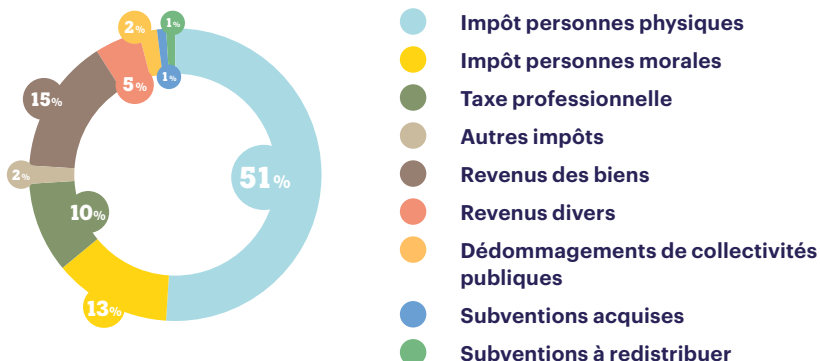 2%
1%
1%
5%
15%
2%
51%
10%
13%
Impôt personnes physiques
Impôt personnes morales
Taxe professionnelle
Autres impôts
Revenus des biens
Revenus divers
Dédommagements de collectivités
publiques
Subventions acquises
Subventions à redistribuer